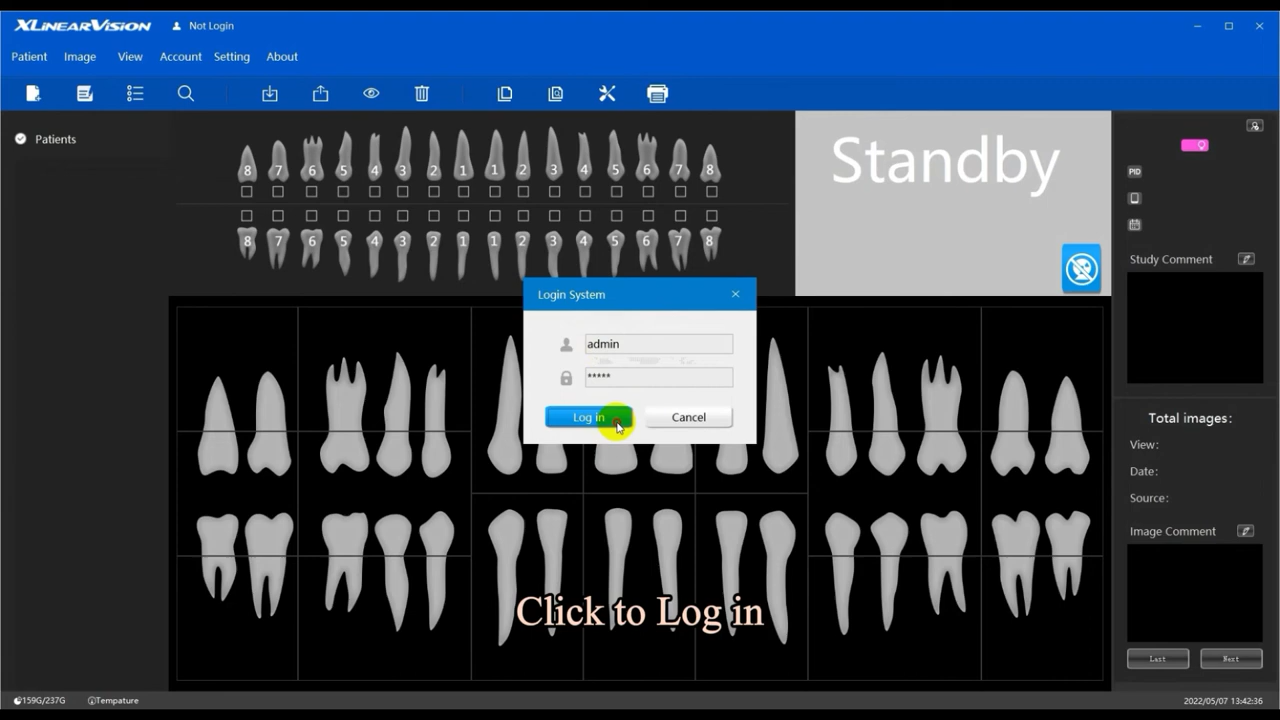 XLINEARVISION Not Login
Patient Image View Account Setting About
Patients
8 7 6 5 4 3 2 1 1 2 3 4 5 6 7 8
8 7 6 5 4 3 2 1 1 2 3 4 5 6 7 8
Standby
PID
Study Comment
Login System
admin
*****
Log in Cancel
Total images:
View:
Date:
Source:
Image Comment
Click to Log in
Last Next
159G/237G Tempature 2022/05/07 13:42:36